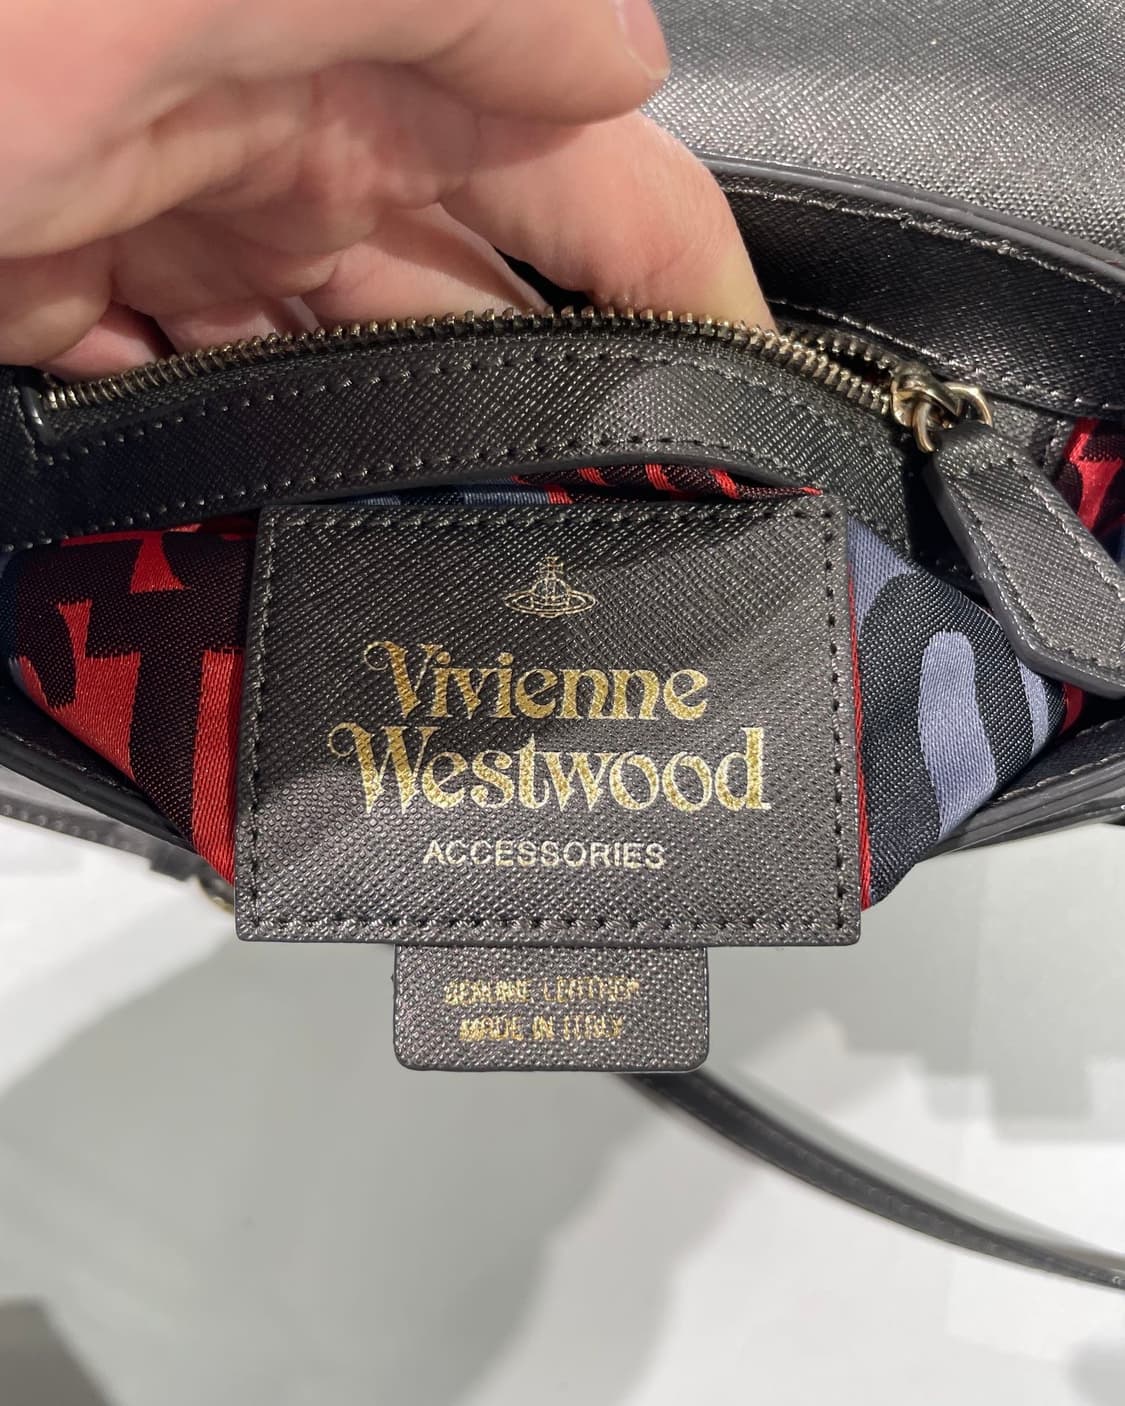 Vivienne
Westwood
ACCESSORIES
GENUINE LEATHER
MADE IN ITALY